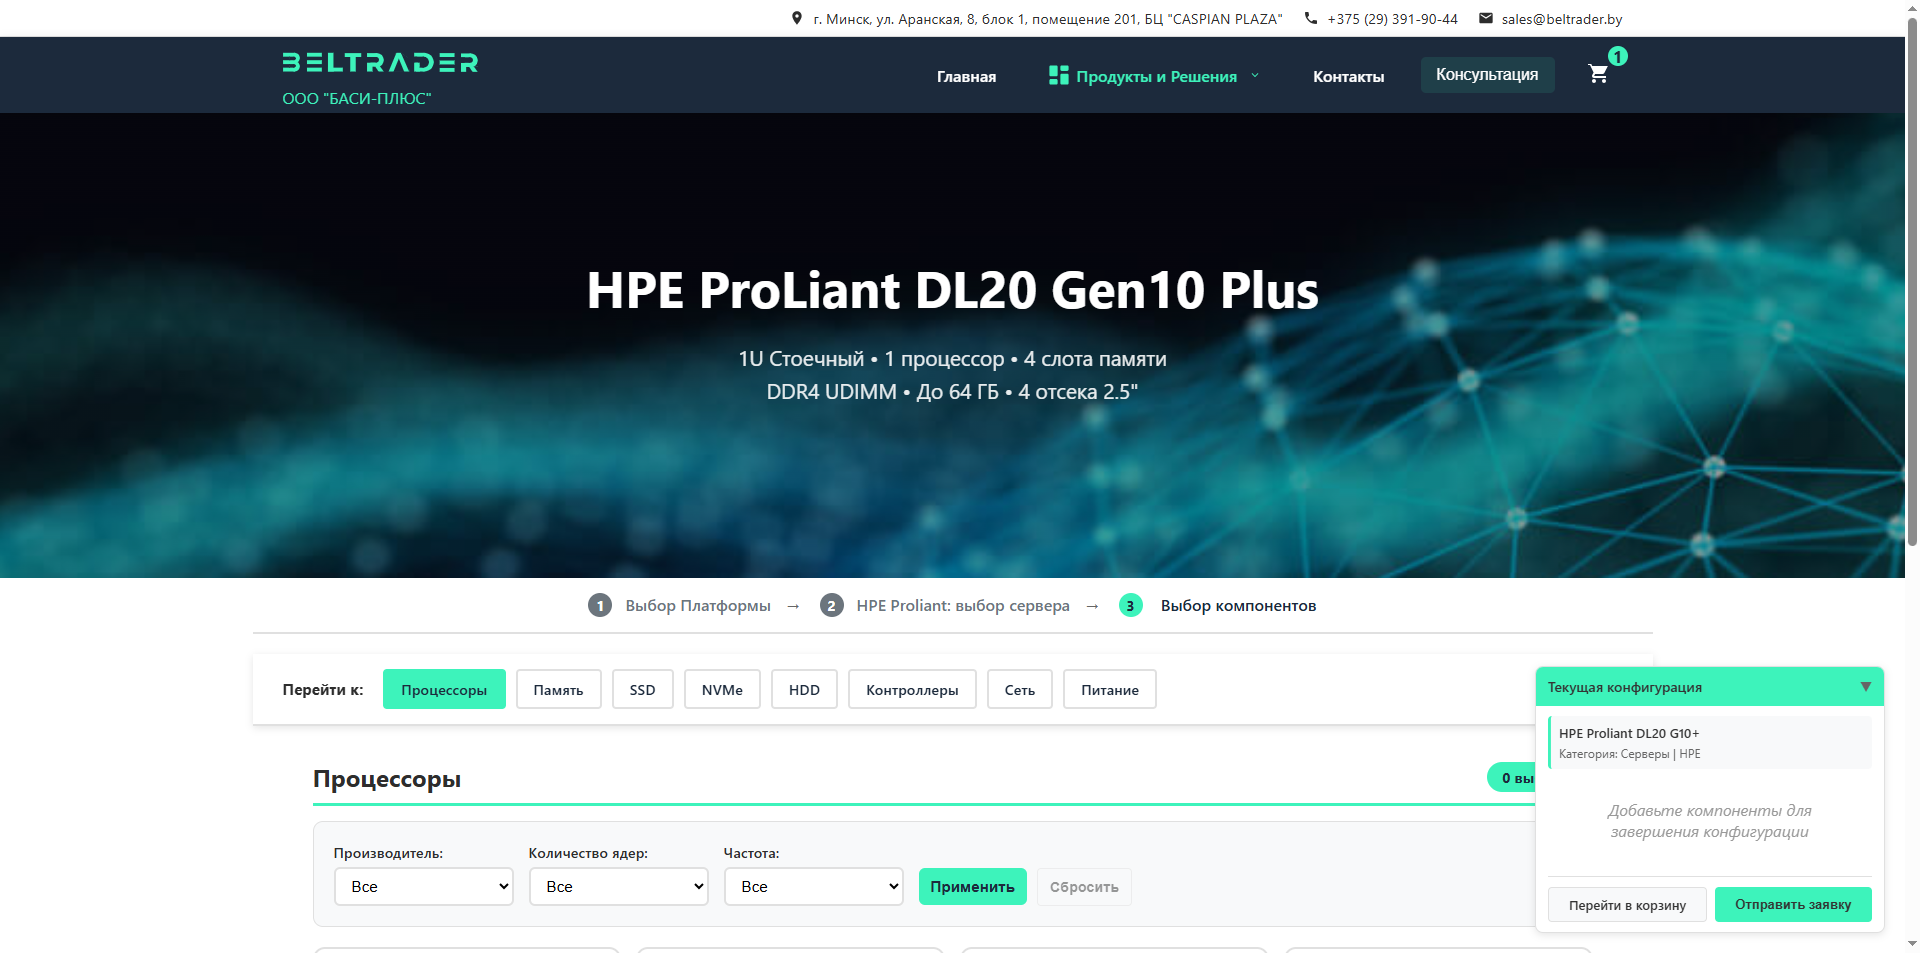 г. Минск, ул. Аранская, 8, блок 1, помещение 201, БЦ "CASPIAN PLAZA"
+375 (29) 391-90-44
sales@beltrader.by
BELTRADER
ООО "БАСИ-ПЛЮС"
Главная
Продукты и Решения
Контакты
Консультация
1
HPE ProLiant DL20 Gen10 Plus
1U Стоечный • 1 процессор • 4 слота памяти
DDR4 UDIMM • До 64 ГБ • 4 отсека 2.5"
1 Выбор Платформы → 2 HPE Proliant: выбор сервера → 3 Выбор компонентов
Перейти к:
Процессоры
Память
SSD
NVMe
HDD
Контроллеры
Сеть
Питание
Процессоры
0 вы
Производитель:
Количество ядер:
Частота:
Все
Все
Все
Применить
Сбросить
Текущая конфигурация ▼
HPE Proliant DL20 G10+
Категория: Серверы | HPE
Добавьте компоненты для
завершения конфигурации
Перейти в корзину
Отправить заявку